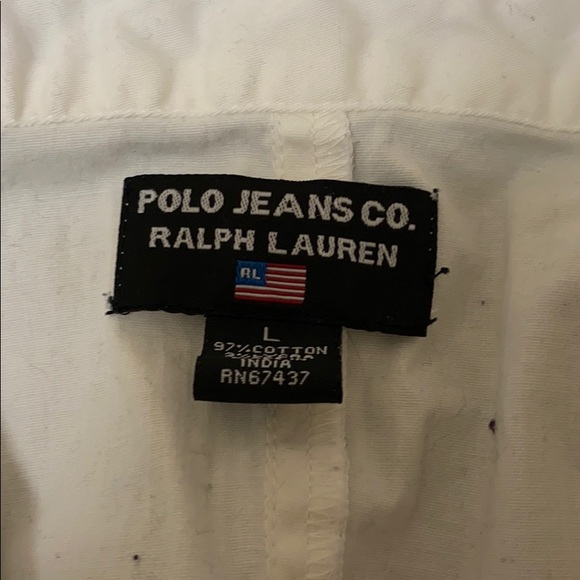 POLO JEANS CO.
RALPH LAUREN
RL
L
97% COTTON
INDIA
RN67437